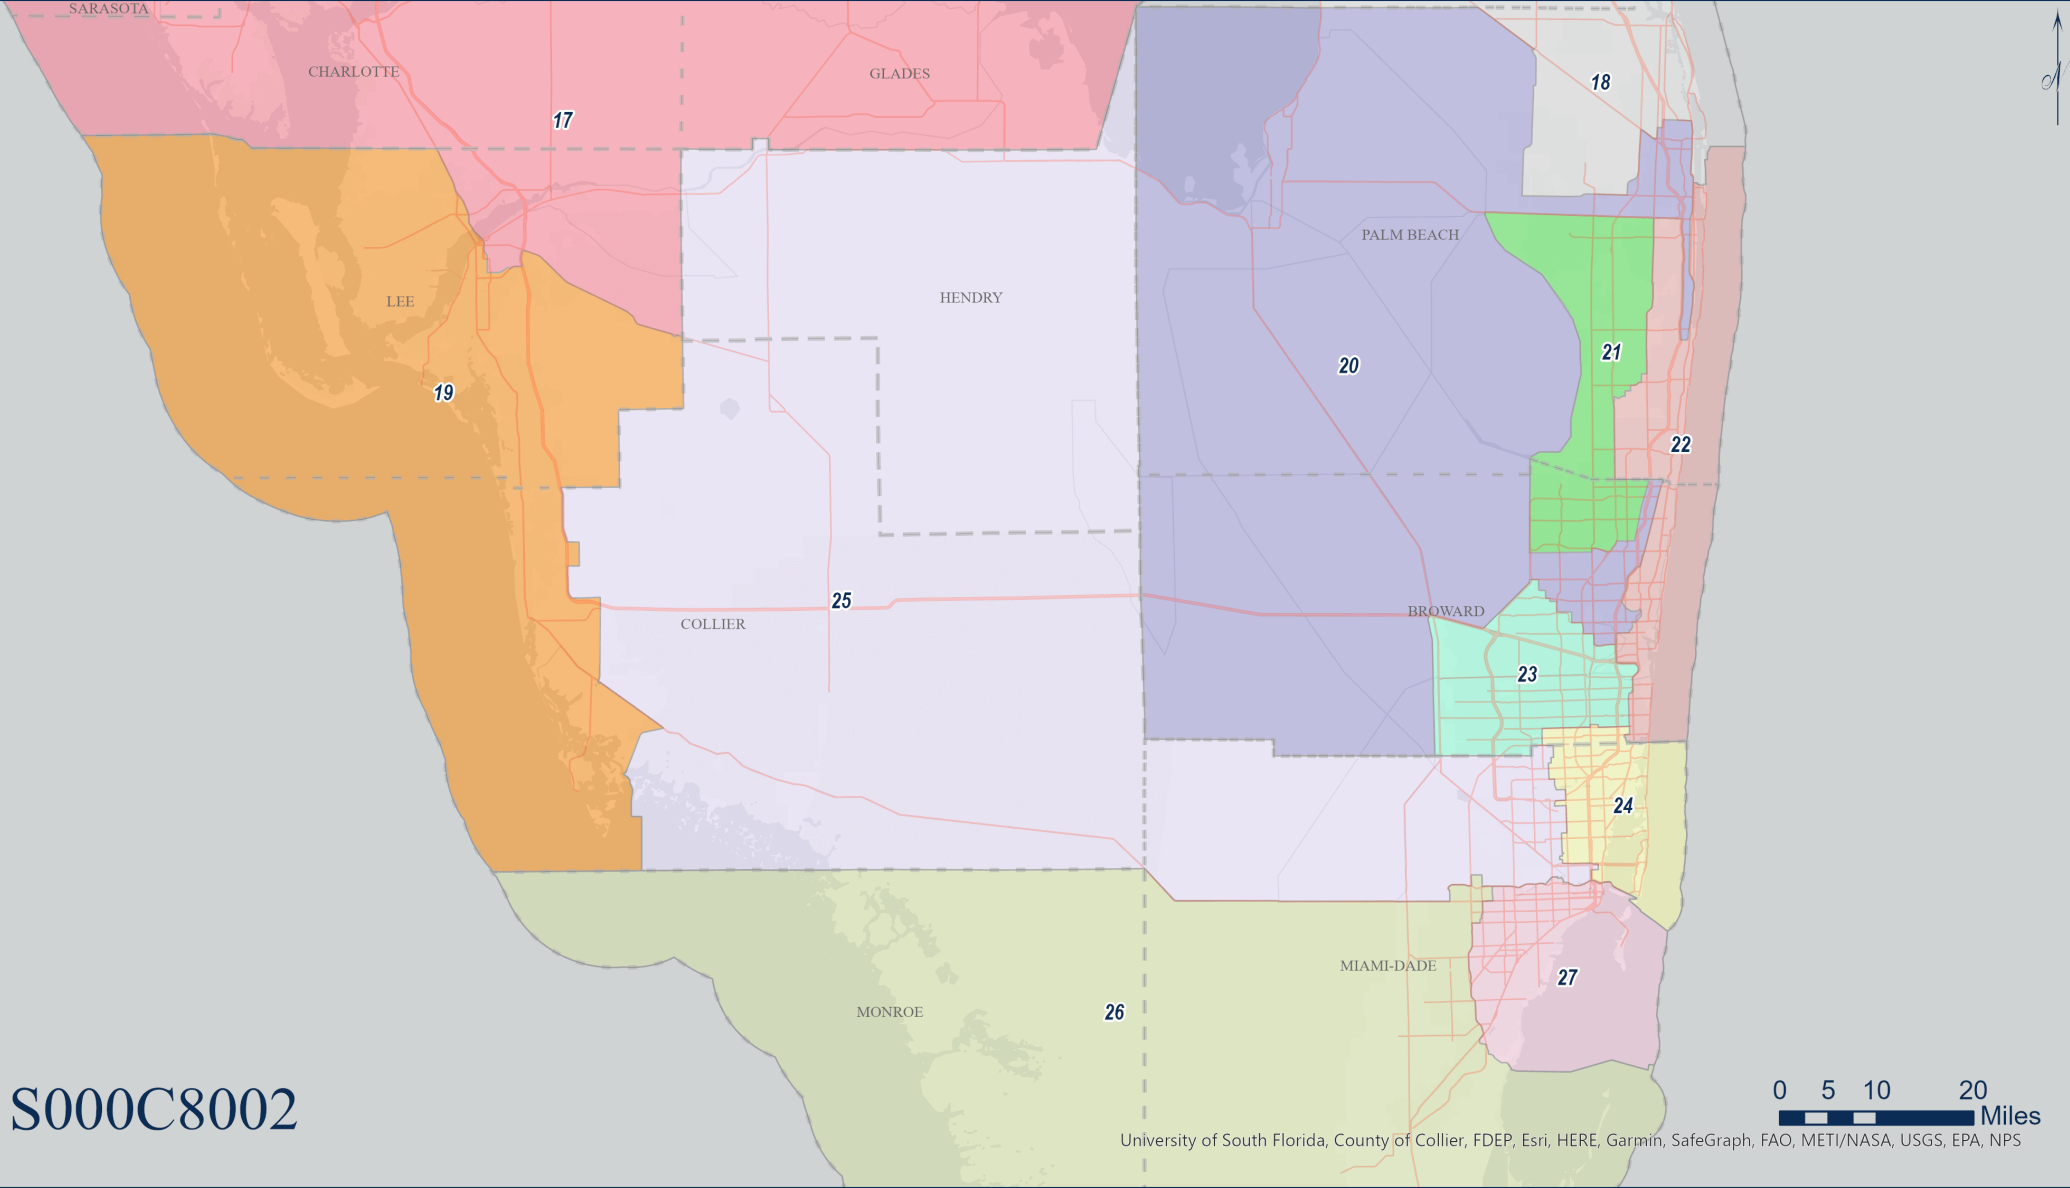 SARASOTA
CHARLOTTE
GLADES
18
17
PALM BEACH
HENDRY
LEE
21
20
19
22
25
BROWARD
COLLIER
23
24
MIAMI-DADE
27
MONROE
26
S000C8002
0 5 10 20
Miles
University of South Florida, County of Collier, FDEP, Esri, HERE, Garmin, SafeGraph, FAO, METI/NASA, USGS, EPA, NPS